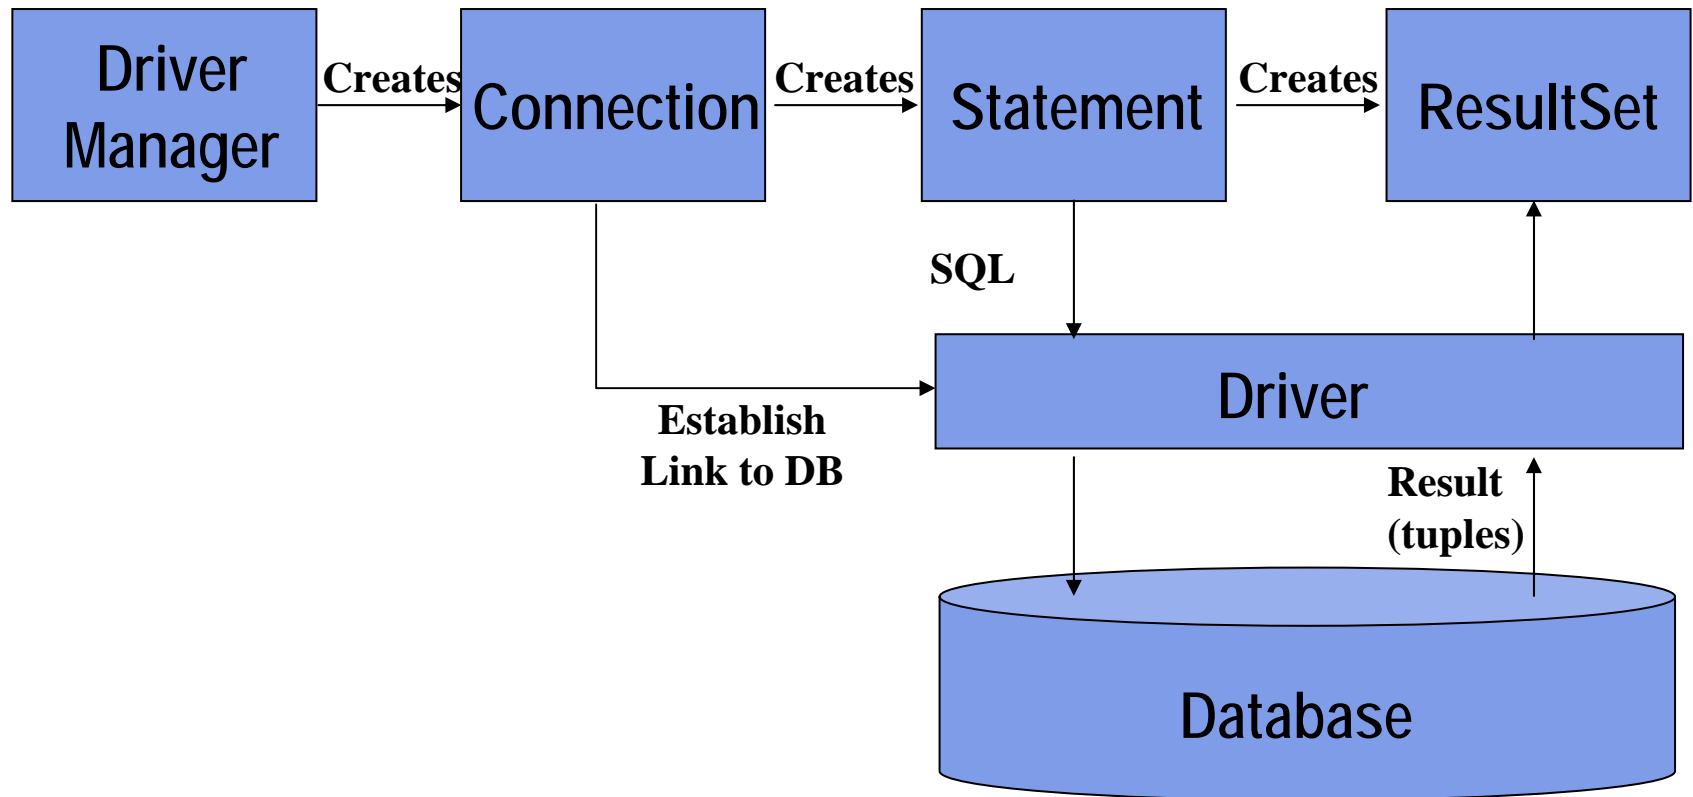 Driver
Manager
Creates
Connection
Creates
Statement
Creates
ResultSet
SQL
Driver
Establish
Link to DB
Result
(tuples)
Database